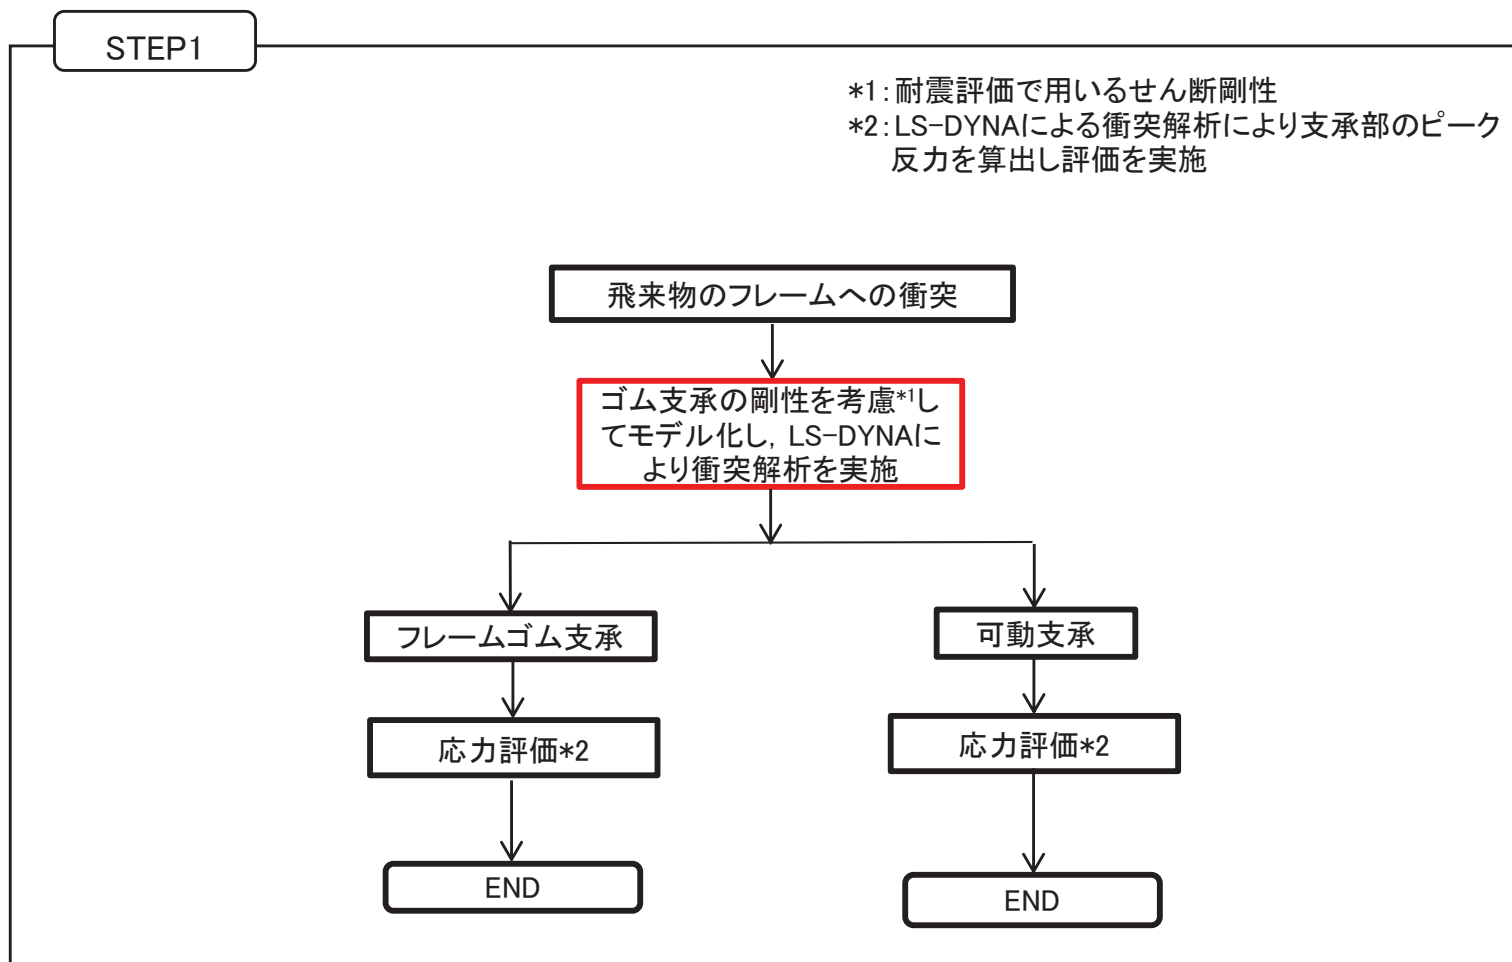 STEP1
*1:耐震評価で用いるせん断剛性
*2:LS-DYNAによる衝突解析により支承部のピーク
反力を算出し評価を実施
飛来物のフレームへの衝突
ゴム支承の剛性を考慮*1し
てモデル化し, LS-DYNAに
より衝突解析を実施
フレームゴム支承
可動支承
応力評価*2
応力評価*2
END
END